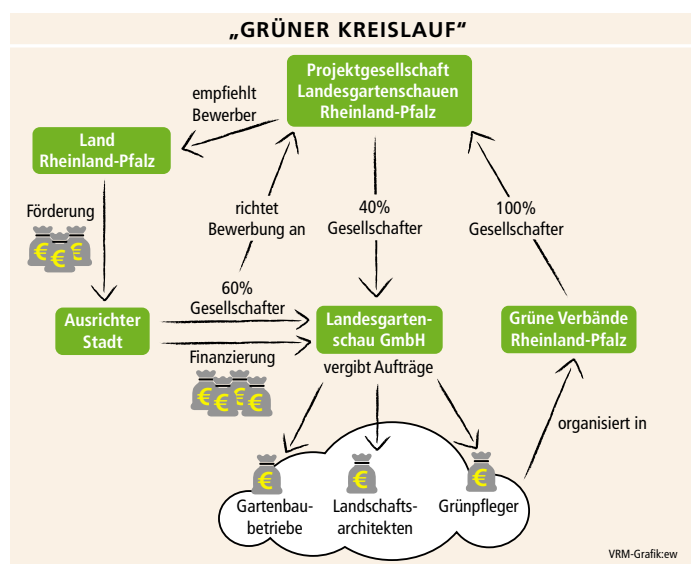 „GRÜNER KREISLAUF“
Projektgesellschaft
Landesgartenschauen
Rheinland-Pfalz
empfiehlt
Bewerber
Land
Rheinland-Pfalz
Förderung
€ € €
richtet
Bewerbung an
40%
Gesellschafter
100%
Gesellschafter
60%
Gesellschafter
Ausrichter
Stadt
Landesgarten-
schau GmbH
Grüne Verbände
Rheinland-Pfalz
Finanzierung
€ € € €
vergibt Aufträge
organisiert in
€
Gartenbau-
betriebe
€
Landschafts-
architekten
€
Grünpfleger
VRM-Grafik:ew